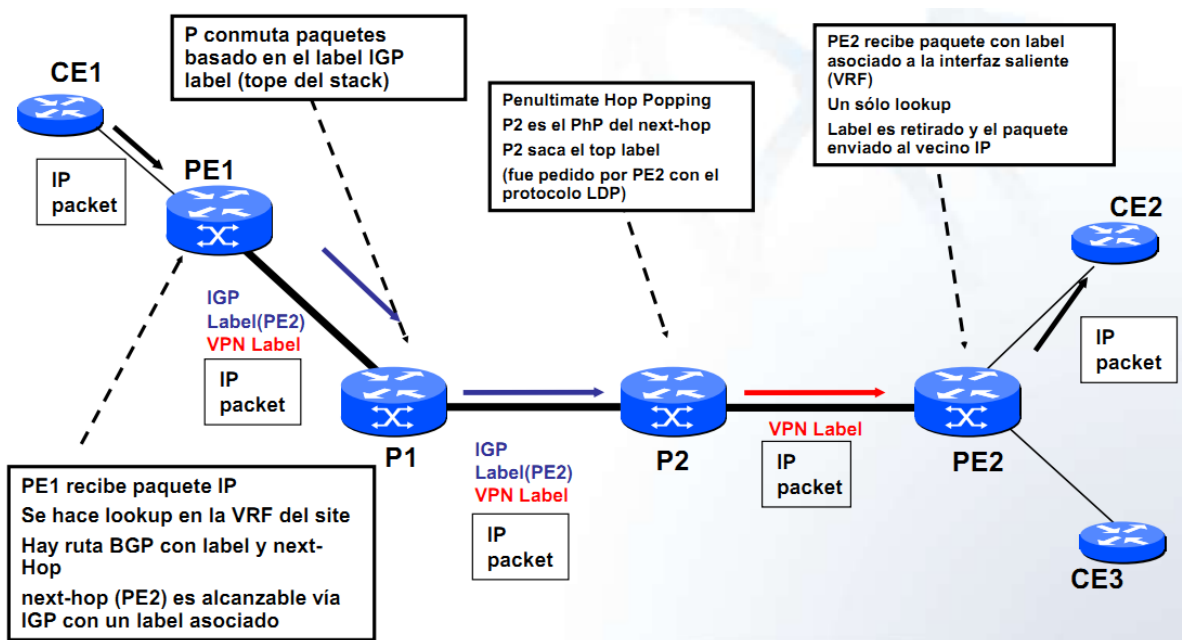 P conmuta paquetes
basado en el label IGP
label (tope del stack)
CE1
IP
packet
PE1
Penultimate Hop Popping
P2 es el PhP del next-hop
P2 saca el top label
(fue pedido por PE2 con el
protocolo LDP)
PE2 recibe paquete con label
asociado a la interfaz saliente
(VRF)
Un sólo lookup
Label es retirado y el paquete
enviado al vecino IP
CE2
IP
packet
IGP
Label(PE2)
VPN Label
IP
packet
P1
IGP
Label(PE2)
VPN Label
IP
packet
P2
VPN Label
IP
packet
PE2
CE3
PE1 recibe paquete IP
Se hace lookup en la VRF del site
Hay ruta BGP con label y next-
Hop
next-hop (PE2) es alcanzable vía
IGP con un label asociado